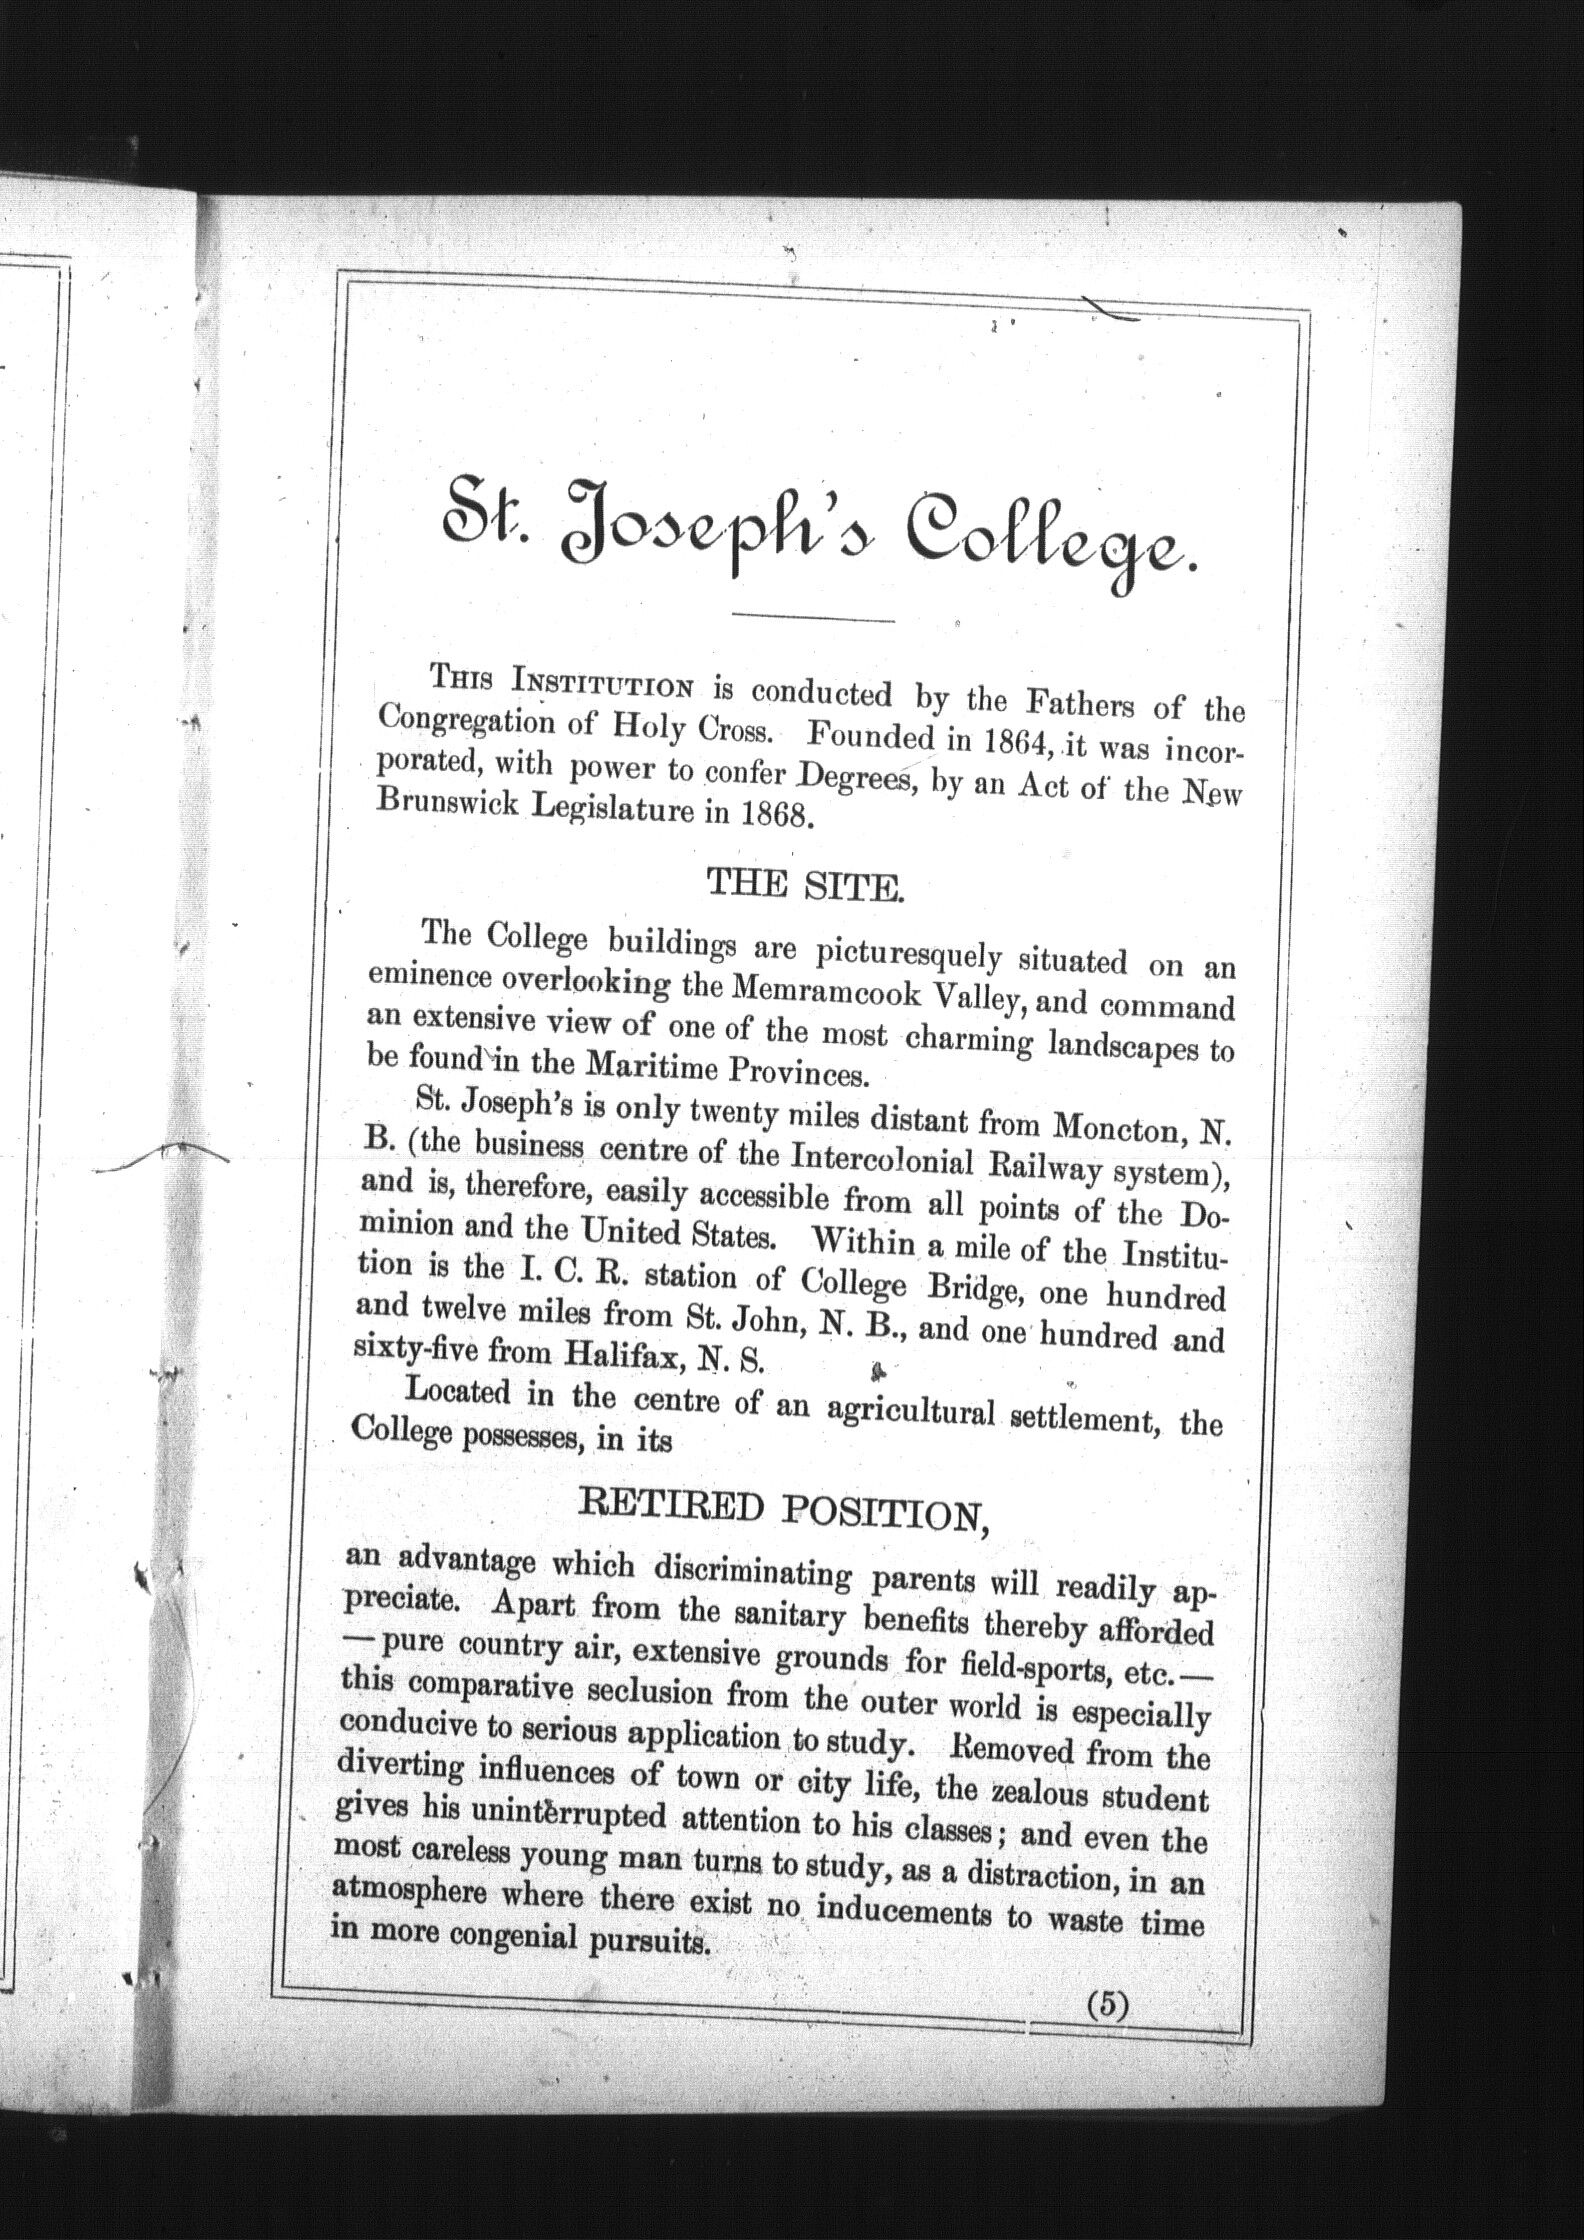 St. Joseph's College.
THIS INSTITUTION is conducted by the Fathers of the
Congregation of Holy Cross. Founded in 1864, it was incor-
porated, with power to confer Degrees, by an Act of the New
Brunswick Legislature in 1868.
THE SITE.
The College buildings are picturesquely situated on an
eminence overlooking the Memramcook Valley, and command
an extensive view of one of the most charming landscapes to
be found in the Maritime Provinces.
St. Joseph's is only twenty miles distant from Moncton, N.
B. (the business centre of the Intercolonial Railway system),
and is, therefore, easily accessible from all points of the Do-
minion and the United States. Within a mile of the Institu-
tion is the I. C. R. station of College Bridge, one hundred
and twelve miles from St. John, N. B., and one hundred and
sixty-five from Halifax, N. S.
Located in the centre of an agricultural settlement, the
College possesses, in its
RETIRED POSITION,
an advantage which discriminating parents will readily ap-
preciate. Apart from the sanitary benefits thereby afforded
— pure country air, extensive grounds for field-sports, etc. —
this comparative seclusion from the outer world is especially
conducive to serious application to study. Removed from the
diverting influences of town or city life, the zealous student
gives his uninterrupted attention to his classes; and even the
most careless young man turns to study, as a distraction, in an
atmosphere where there exist no inducements to waste time
in more congenial pursuits.
(5)